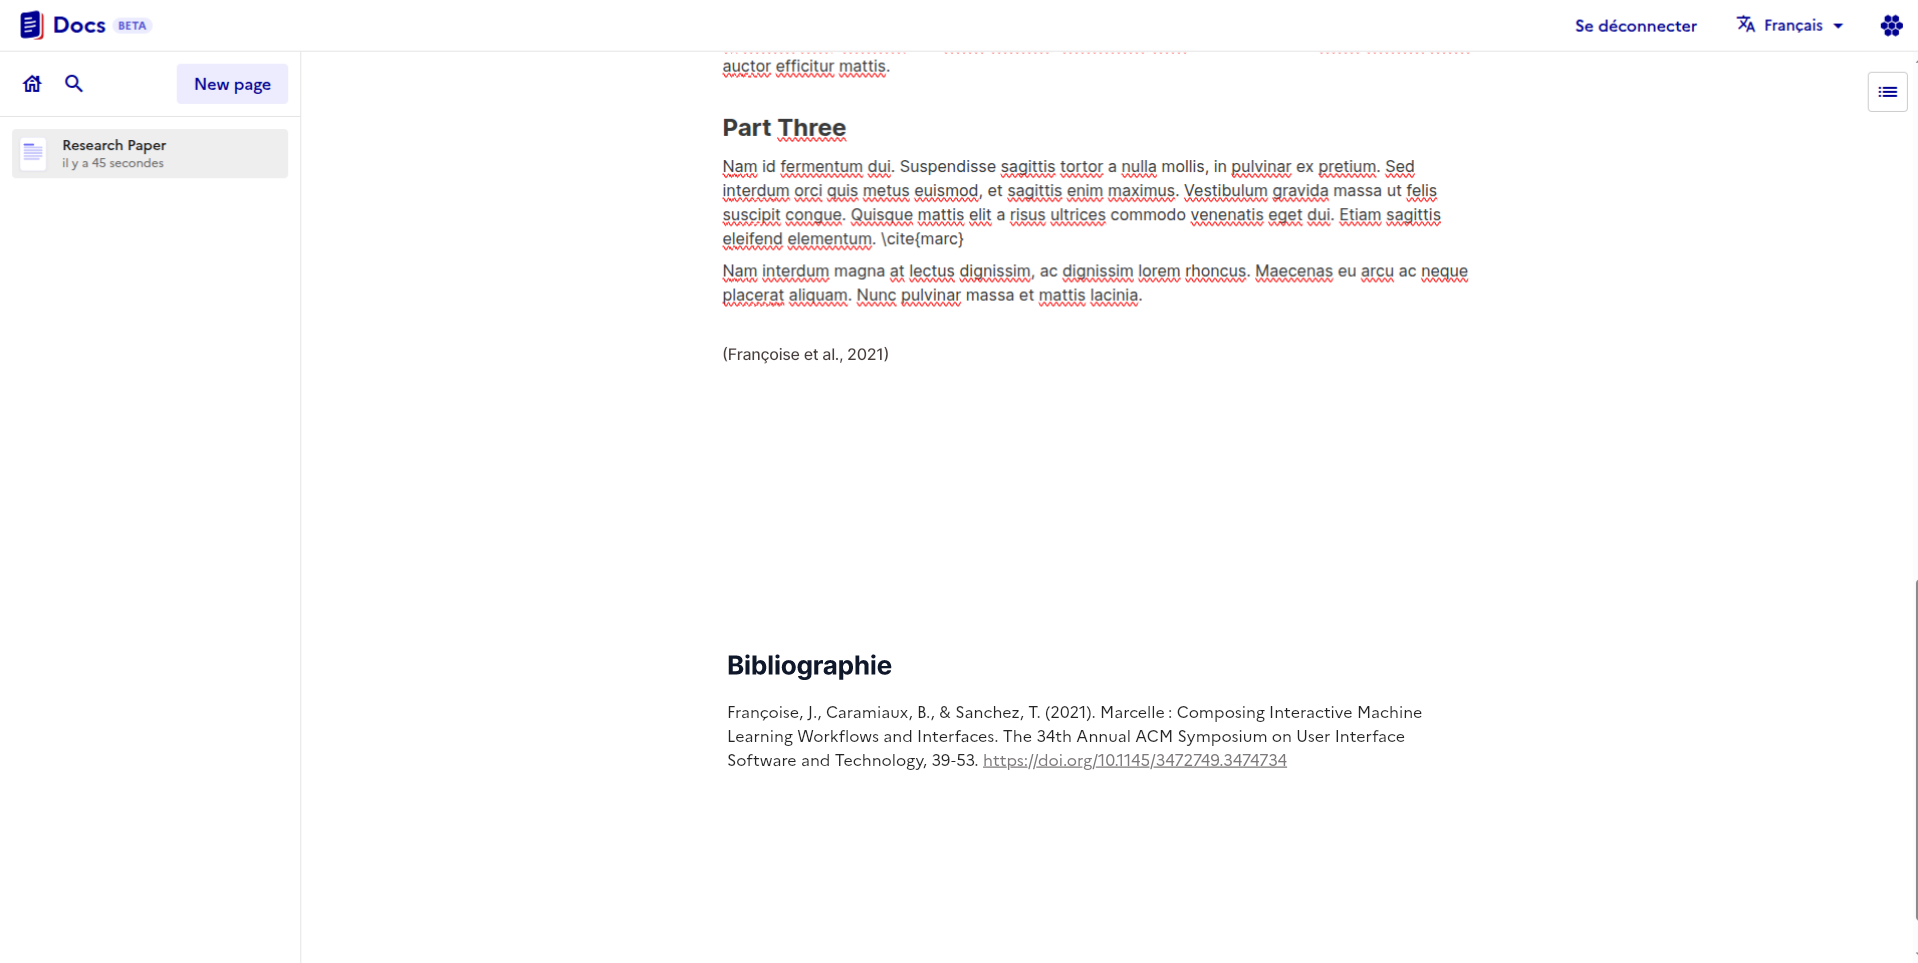 Docs BETA
Se déconnecter
Français
New page
Research Paper
il y a 45 secondes
auctor efficitur mattis.
Part Three
Nam id fermentum dui. Suspendisse sagittis tortor a nulla mollis, in pulvinar ex pretium. Sed
interdum orci quis metus euismod, et sagittis enim maximus. Vestibulum gravida massa ut felis
suscipit congue. Quisque mattis elit a risus ultrices commodo venenatis eget dui. Etiam sagittis
eleifend elementum. \cite{marc}
Nam interdum magna at lectus dignissim, ac dignissim lorem rhoncus. Maecenas eu arcu ac neque
placerat aliquam. Nunc pulvinar massa et mattis lacinia.
(Françoise et al., 2021)
Bibliographie
Françoise, J., Caramiaux, B., & Sanchez, T. (2021). Marcelle : Composing Interactive Machine
Learning Workflows and Interfaces. The 34th Annual ACM Symposium on User Interface
Software and Technology, 39-53. https://doi.org/10.1145/3472749.3474734